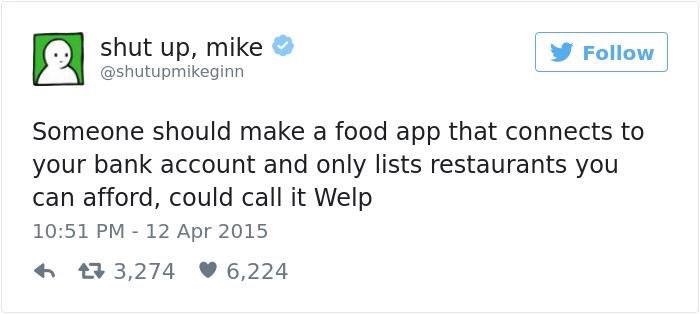 shut up, mike
@shutupmikeginn
Follow
Someone should make a food app that connects to
your bank account and only lists restaurants you
can afford, could call it Welp
10:51 PM - 12 Apr 2015
3,274 6,224